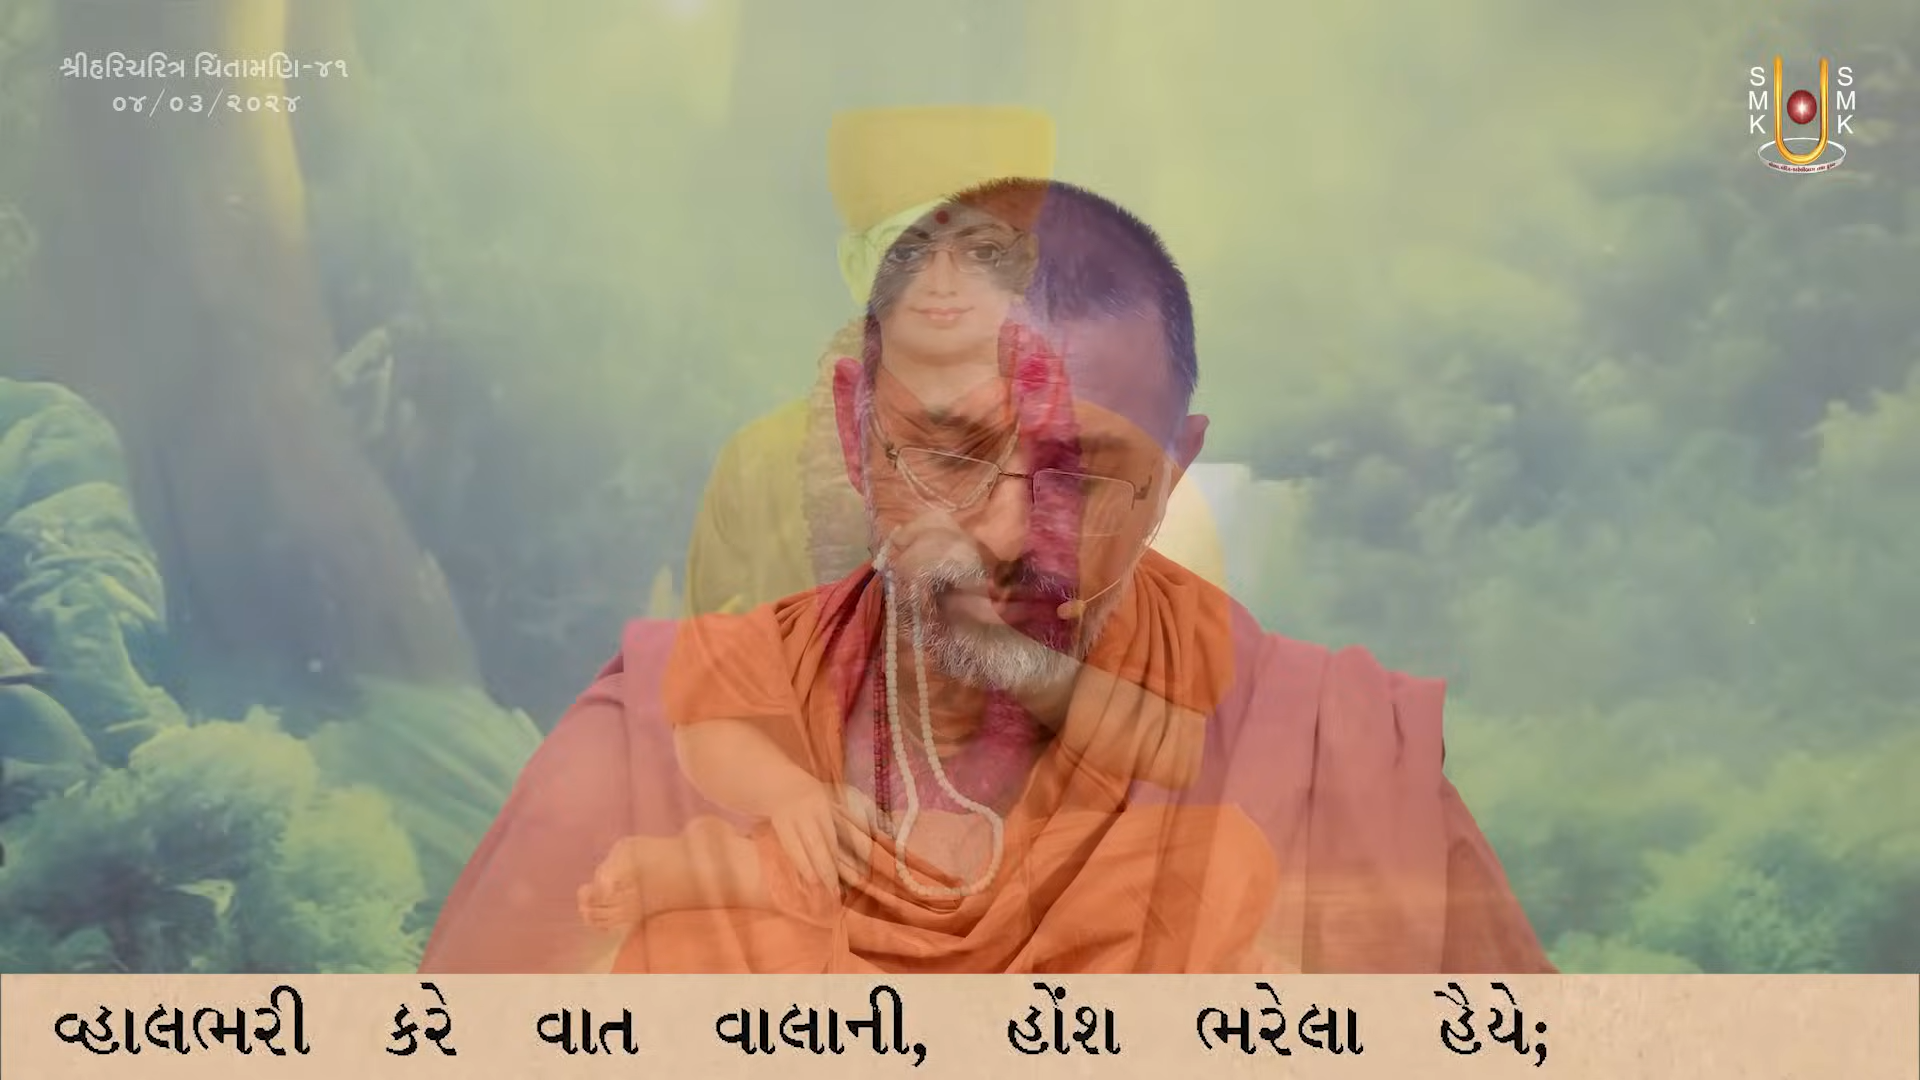 શ્રીહરિચરિત્ર ચિંતામણિ-૪૧
૦૪/૦૩/૨૦૨૪
S S
M M
K K
વ્હાલભરી કરે વાત વાલાની, હોંશ ભરેલા હૈયે;